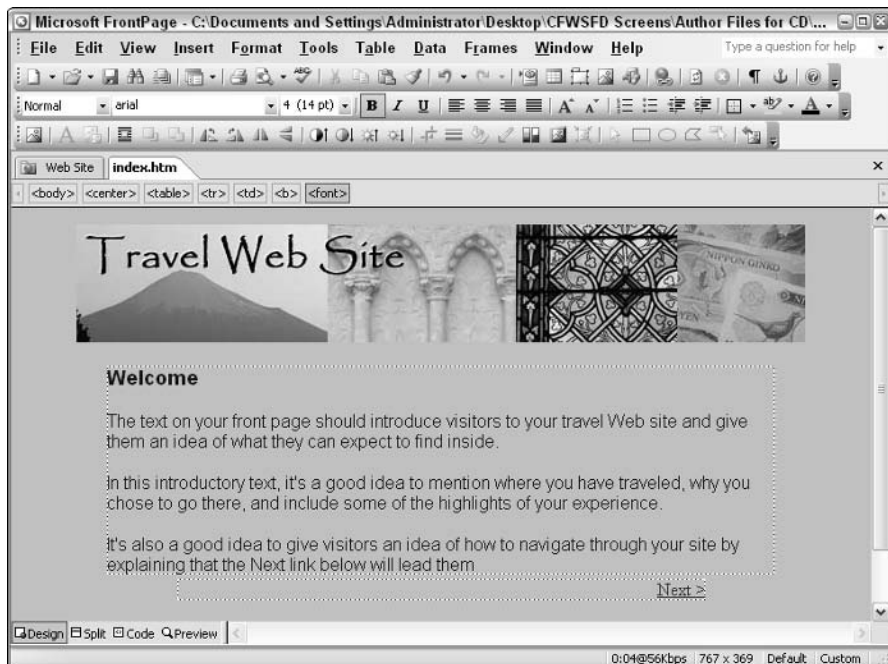 Microsoft FrontPage - C:\Documents and Settings\Administrator\Desktop\CFWSFD Screens\Author Files for CD\...
File Edit View Insert Format Tools Table Data Frames Window Help Type a question for help
Normal arial 4 (14 pt) B I U A A ab A
Web Site index.htm
<body> <center> <table> <tr> <td> <b> <font>
Travel Web Site
NIPPON GINKO
YEN
Welcome
The text on your front page should introduce visitors to your travel Web site and give
them an idea of what they can expect to find inside.
In this introductory text, it's a good idea to mention where you have traveled, why you
chose to go there, and include some of the highlights of your experience.
It's also a good idea to give visitors an idea of how to navigate through your site by
explaining that the Next link below will lead them
Next >
Design Split Code Preview
0:04@56Kbps 767 x 369 Default Custom